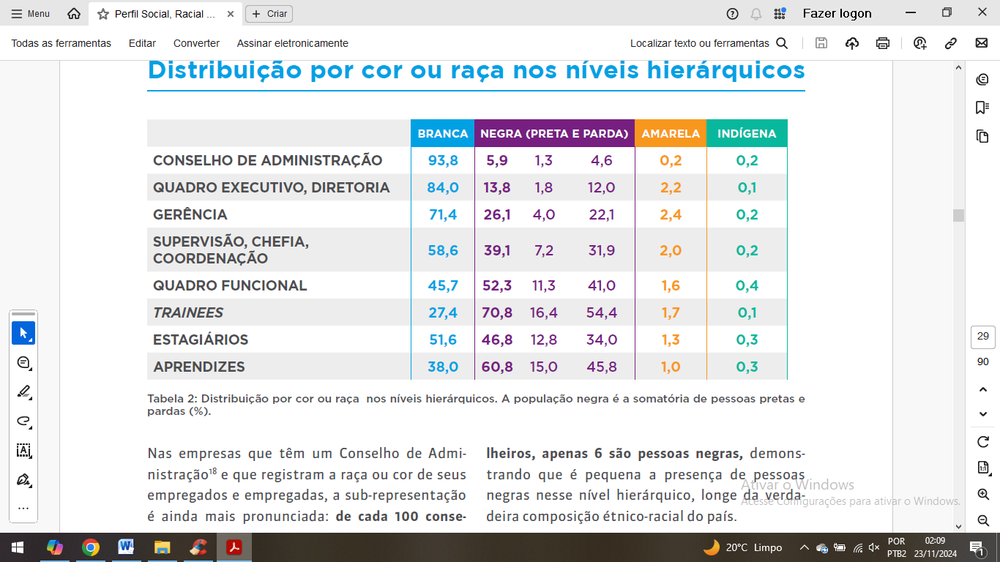 Menu
Perfil Social, Racial ...
Criar
Fazer logon
Todas as ferramentas Editar Converter Assinar eletronicamente
Localizar texto ou ferramentas
Distribuição por cor ou raça nos níveis hierárquicos
BRANCA NEGRA (PRETA E PARDA) AMARELA INDÍGENA
CONSELHO DE ADMINISTRAÇÃO 93,8 5,9 1,3 4,6 0,2 0,2
QUADRO EXECUTIVO, DIRETORIA 84,0 13,8 1,8 12,0 2,2 0,1
GERÊNCIA 71,4 26,1 4,0 22,1 2,4 0,2
SUPERVISÃO, CHEFIA,
COORDENAÇÃO 58,6 39,1 7,2 31,9 2,0 0,2
QUADRO FUNCIONAL 45,7 52,3 11,3 41,0 1,6 0,4
TRAINEES 27,4 70,8 16,4 54,4 1,7 0,1
ESTAGIÁRIOS 51,6 46,8 12,8 34,0 1,3 0,3
APRENDIZES 38,0 60,8 15,0 45,8 1,0 0,3
Tabela 2: Distribuição por cor ou raça nos níveis hierárquicos. A população negra é a somatória de pessoas pretas e
pardas (%).
Nas empresas que têm um Conselho de Admi-
nistração18 e que registram a raça ou cor de seus
empregados e empregadas, a sub-representação
é ainda mais pronunciada: de cada 100 conse-
lheiros, apenas 6 são pessoas negras, demons-
trando que é pequena a presença de pessoas
negras nesse nível hierárquico, longe da verda-
deira composição étnico-racial do país.
29
90
1:1
Ativar o Windows
Acesse Configurações para ativar o Windows.
20°C Limpo
POR
PTB2
02:09
23/11/2024
1